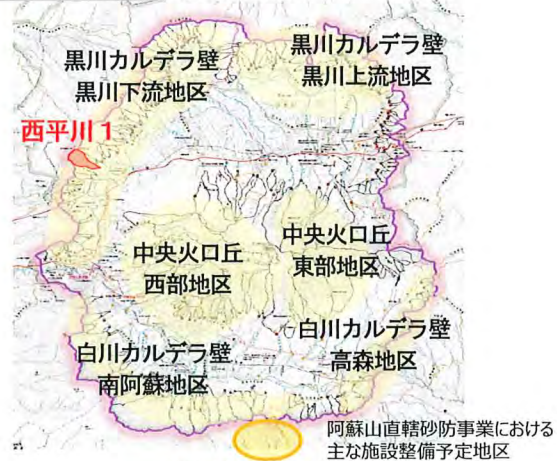 黒川カルデラ壁
黒川下流地区
黒川カルデラ壁
黒川上流地区
西平川1
中央火口丘
西部地区
中央火口丘
東部地区
白川カルデラ壁
高森地区
白川カルデラ壁
南阿蘇地区
阿蘇山直轄砂防事業における
主な施設整備予定地区